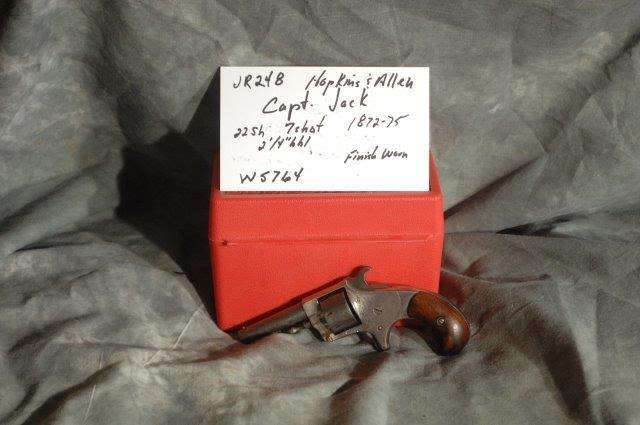 JR24B Hopkins & Allen
Capt. Jack
22sh 7shot 1872-75
2 1/4" bbl
Finish Worn
W5764